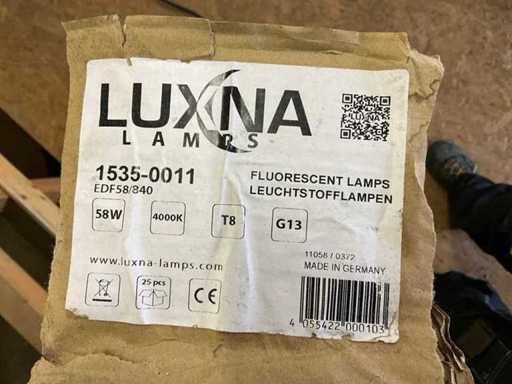 LUXNA
LAMPS
LUXNA
1535-0011
EDF58/840
FLUORESCENT LAMPS
LEUCHTSTOFFLAMPEN
58W
4000K
T8
G13
www.luxna-lamps.com
11058 / 0372
MADE IN GERMANY
25 pcs
CE
4 055422 000103